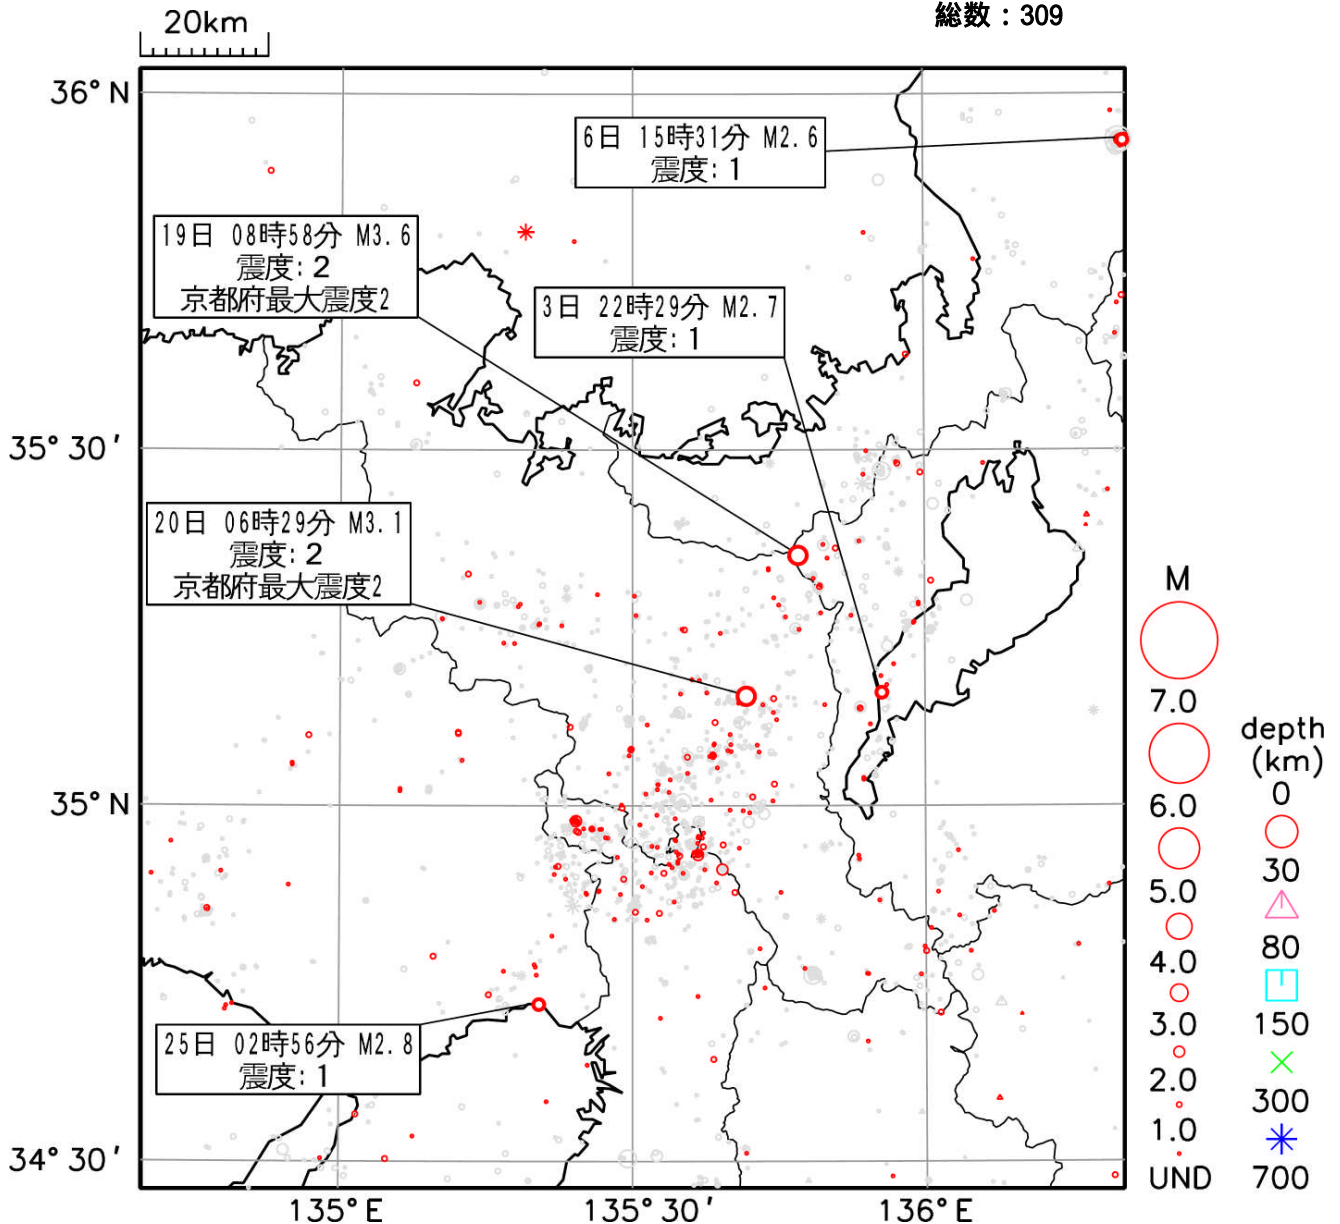 20km
総数：309
36°N
6日 15時31分 M2.6
震度：1
19日 08時58分 M3.6
震度：2
京都府最大震度2
3日 22時29分 M2.7
震度：1
35°30′
20日 06時29分 M3.1
震度：2
京都府最大震度2
35°N
25日 02時56分 M2.8
震度：1
34°30′
135°E
135°30′
136°E
M
7.0
6.0
5.0
4.0
3.0
2.0
1.0
UND
depth
(km)
0
30
80
150
300
700